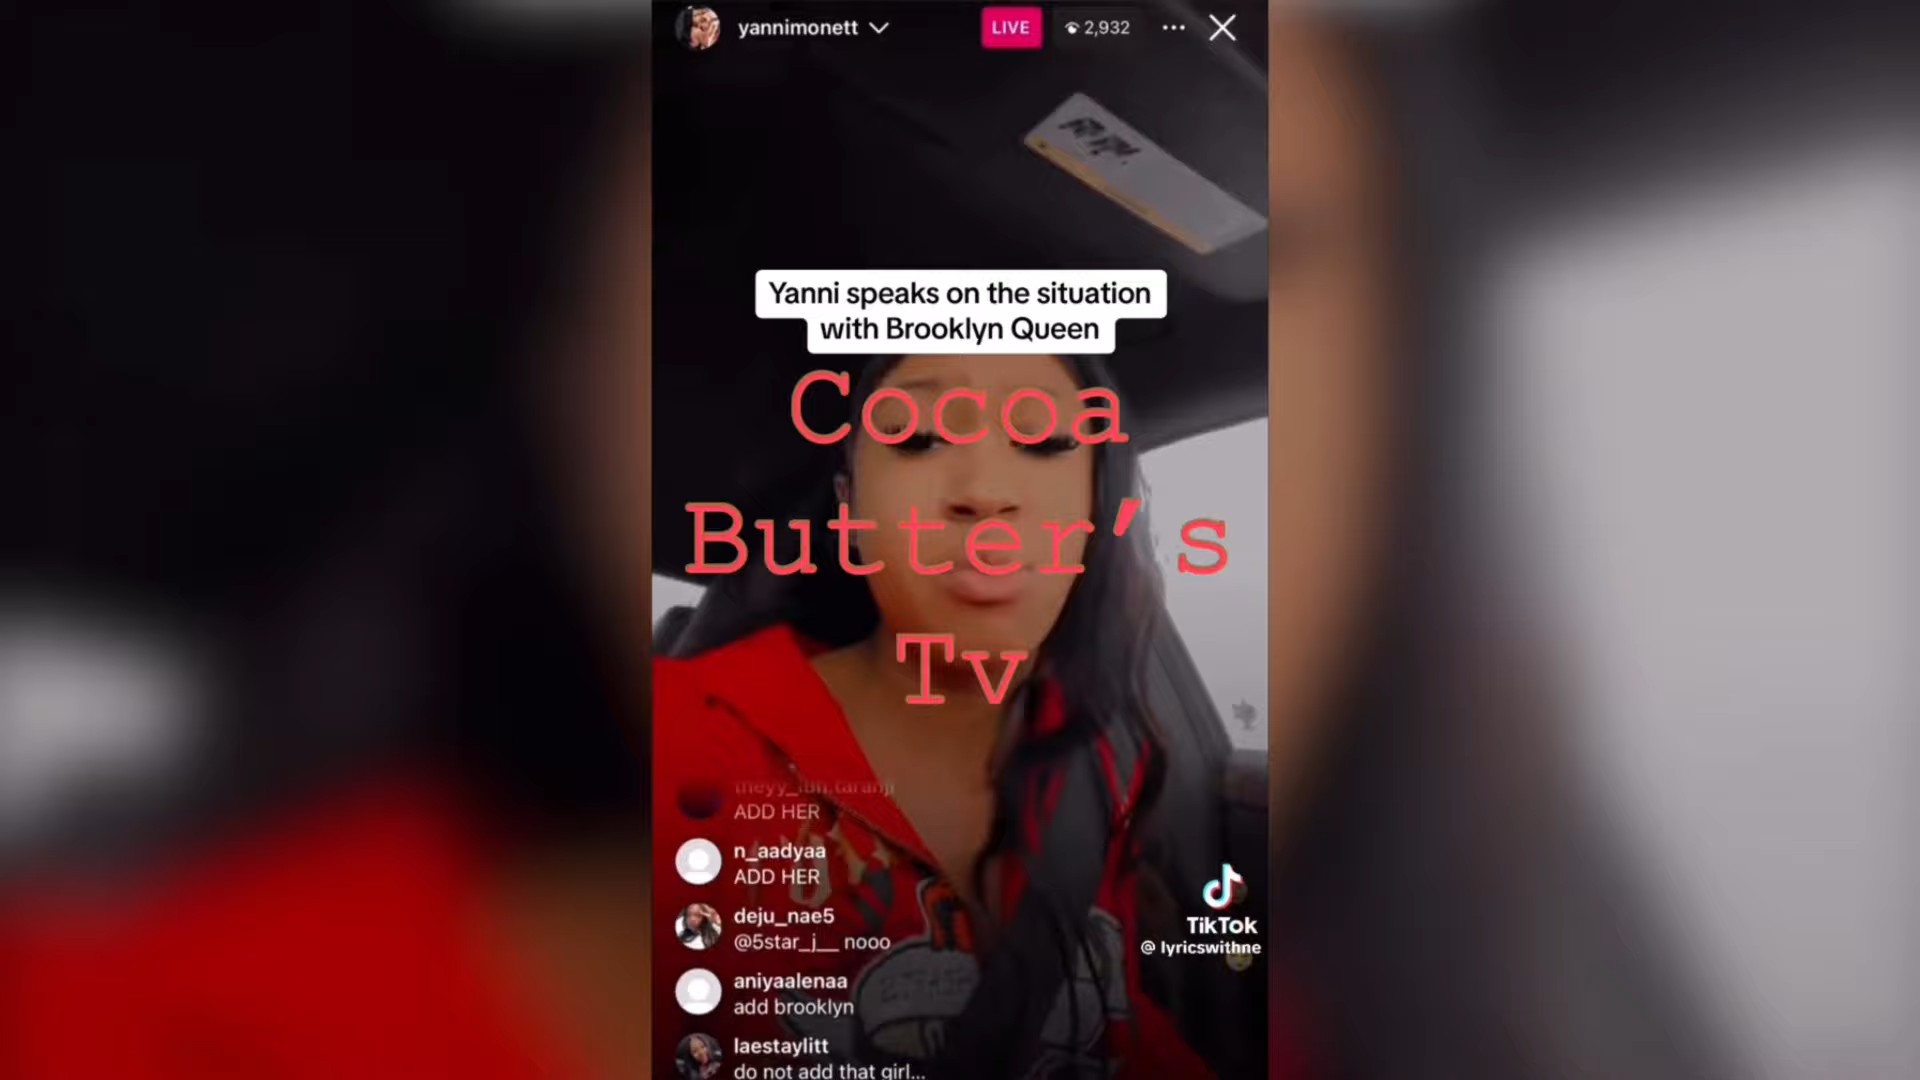 yannimonett
LIVE
2,932
Yanni speaks on the situation
with Brooklyn Queen
Cocoa
Butter's
Tv
ADD HER
n_aadyaa
ADD HER
deju_nae5
@5star_j__ nooo
aniyaalenaa
add brooklyn
laestaylitt
do not add that girl...
TikTok
@ lyricswithne